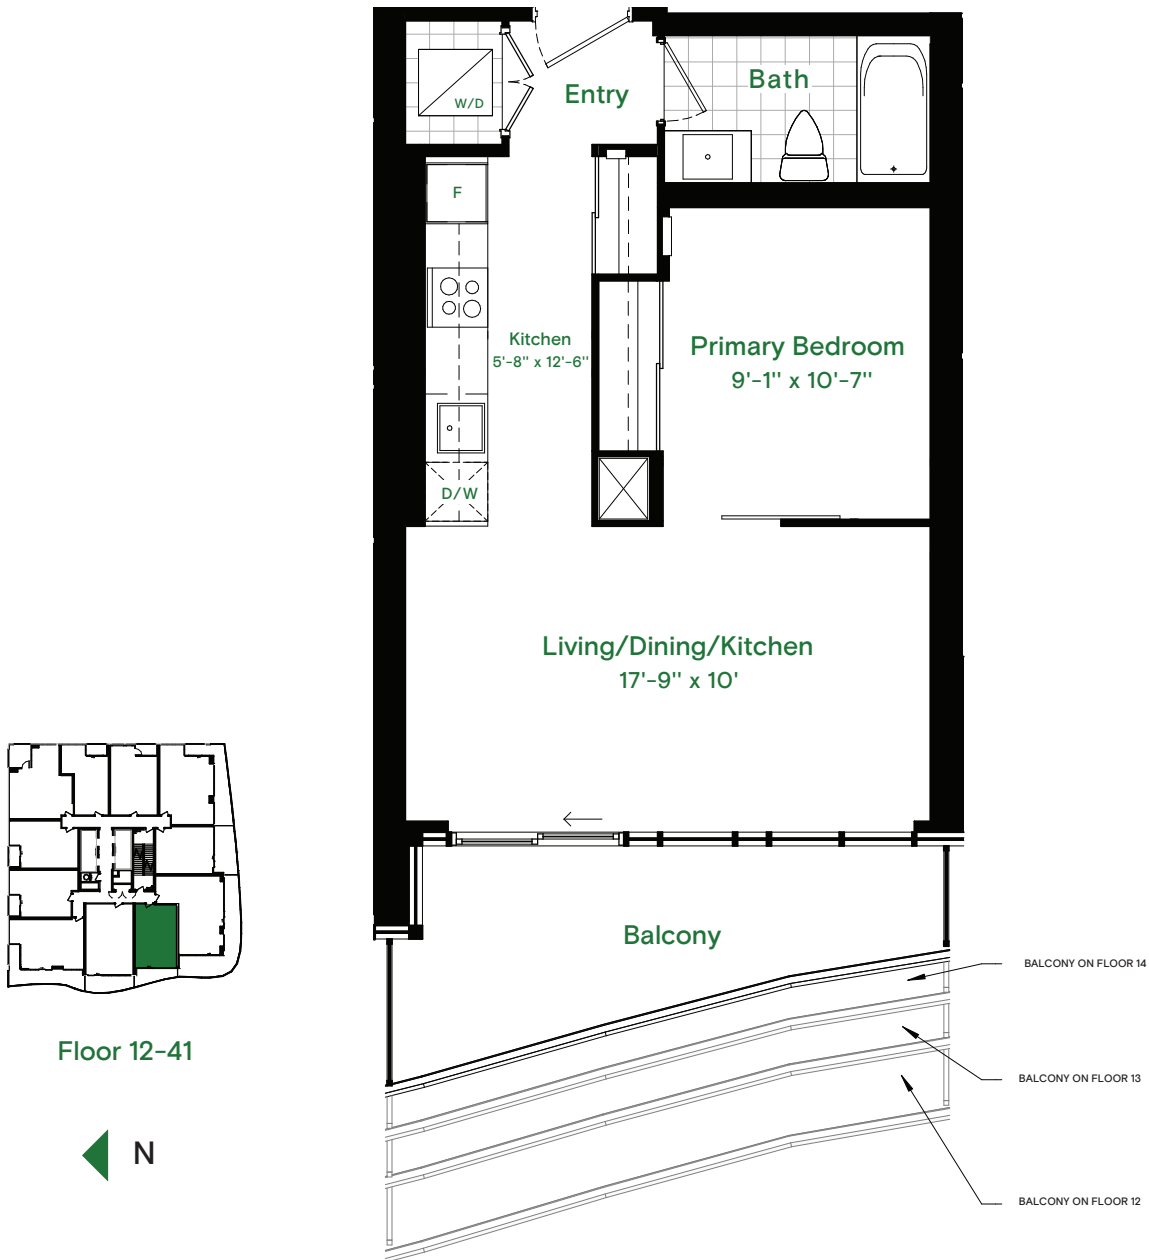 W/D
Entry
Bath
F
Kitchen
5'-8" x 12'-6"
Primary Bedroom
9'-1" x 10'-7"
D/W
Living/Dining/Kitchen
17'-9" x 10'
Balcony
BALCONY ON FLOOR 14
Floor 12-41
BALCONY ON FLOOR 13
N
BALCONY ON FLOOR 12